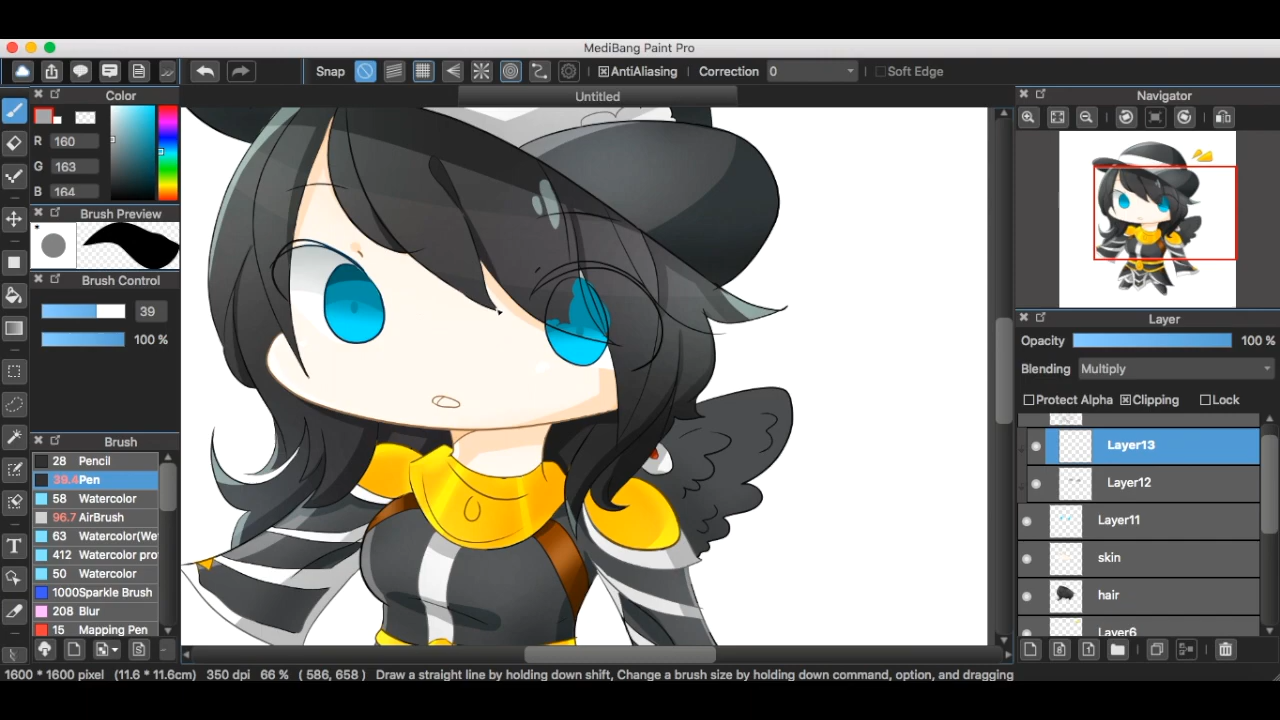 MediBang Paint Pro
Snap AntiAliasing Correction 0 Soft Edge
Color Untitled Navigator
R 160
G 163
B 164
Brush Preview
Brush Control
39
100 %
Layer
Opacity 100 %
Blending Multiply
Protect Alpha Clipping Lock
Layer13
Layer12
Layer11
skin
hair
Layer6
Brush
28 Pencil
39.4 Pen
58 Watercolor
96.7 AirBrush
63 Watercolor(We
412 Watercolor pro
50 Watercolor
1000 Sparkle Brush
208 Blur
15 Mapping Pen
T
1600 * 1600 pixel (11.6 * 11.6cm) 350 dpi 66 % ( 586, 658 ) Draw a straight line by holding down shift, Change a brush size by holding down command, option, and dragging